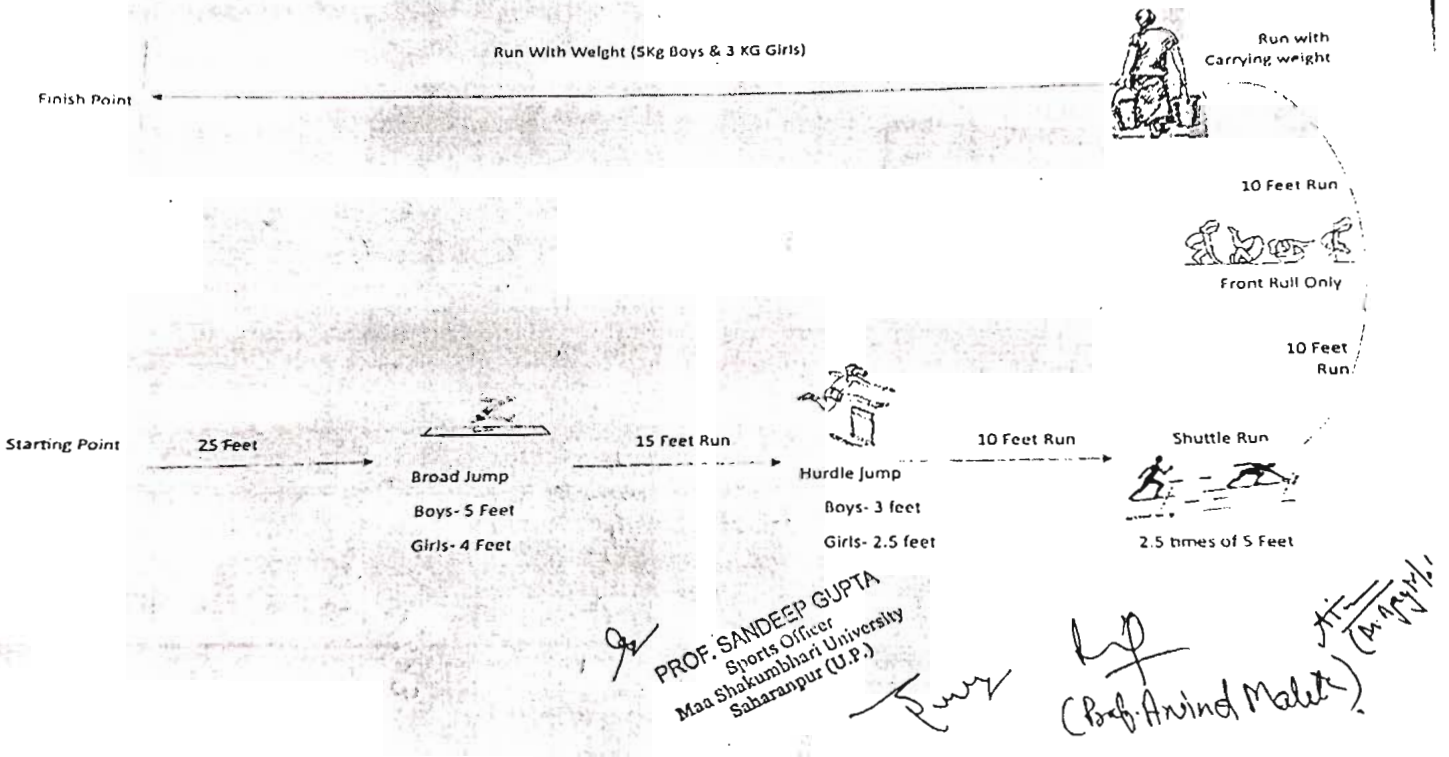 Run With Weight (5Kg Boys & 3 KG Girls)
Run with
Carrying weight
Finish Point
10 Feet Run
Front Roll Only
10 Feet
Run
Starting Point
25 Feet
15 Feet Run
10 Feet Run
Shuttle Run
Broad Jump
Boys- 5 Feet
Girls- 4 Feet
Hurdle Jump
Boys- 3 feet
Girls- 2.5 feet
2.5 times of 5 Feet
PROF. SANDEEP GUPTA
Sports Officer
Maa Shakumbhari University
Saharanpur (U.P.)
(Prof. Arvind Malik)